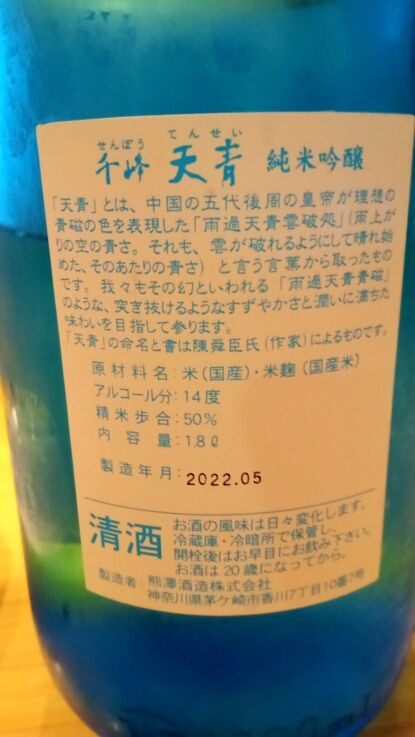 せんぽう てんせい
千峰 天青 純米吟醸
「天青」とは、中国の五代後周の皇帝が理想の
青磁の色を表現した「雨過天青雲破処」(雨上が
りの空の青さ。それも、雲が破れるようにして晴れ始
めた、そのあたりの青さ)と言う言葉から取ったもの
です。我々もその幻といわれる「雨過天青青磁」
のような、突き抜けるようなすずやかさと潤いに満ちた
味わいを目指して参ります。
「天青」の命名と書は陳舜臣氏(作家)によるものです。
原材料名:米(国産)・米麹(国産米)
アルコール分:14度
精米歩合:50%
内容量:1.8ℓ
製造年月:2022.05
清酒
お酒の風味は日々変化します。
冷蔵庫・冷暗所で保管し、
開栓後はお早目にお飲み下さい。
お酒は20歳になってから。
製造者:熊澤酒造株式会社
神奈川県茅ケ崎市香川7丁目10番7号